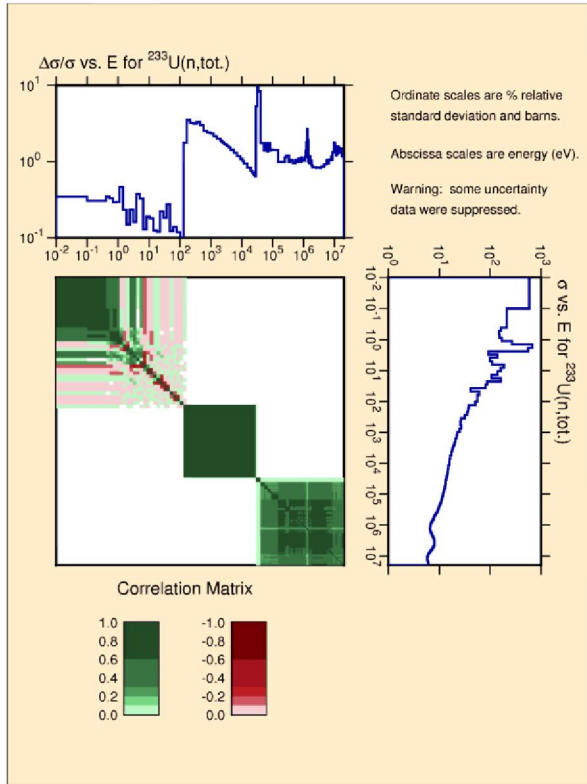 Δσ/σ vs. E for ²³³U(n,tot.)
10¹
10⁰
10⁻¹
10⁻² 10⁻¹ 10⁰ 10¹ 10² 10³ 10⁴ 10⁵ 10⁶ 10⁷
Ordinate scales are % relative
standard deviation and barns.
Abscissa scales are energy (eV).
Warning: some uncertainty
data were suppressed.
10⁰ 10¹ 10² 10³
σ vs. E for ²³³U(n,tot.)
10⁻²
10⁻¹
10⁰
10¹
10²
10³
10⁴
10⁵
10⁶
10⁷
Correlation Matrix
1.0
0.8
0.6
0.4
0.2
0.0
-1.0
-0.8
-0.6
-0.4
-0.2
0.0